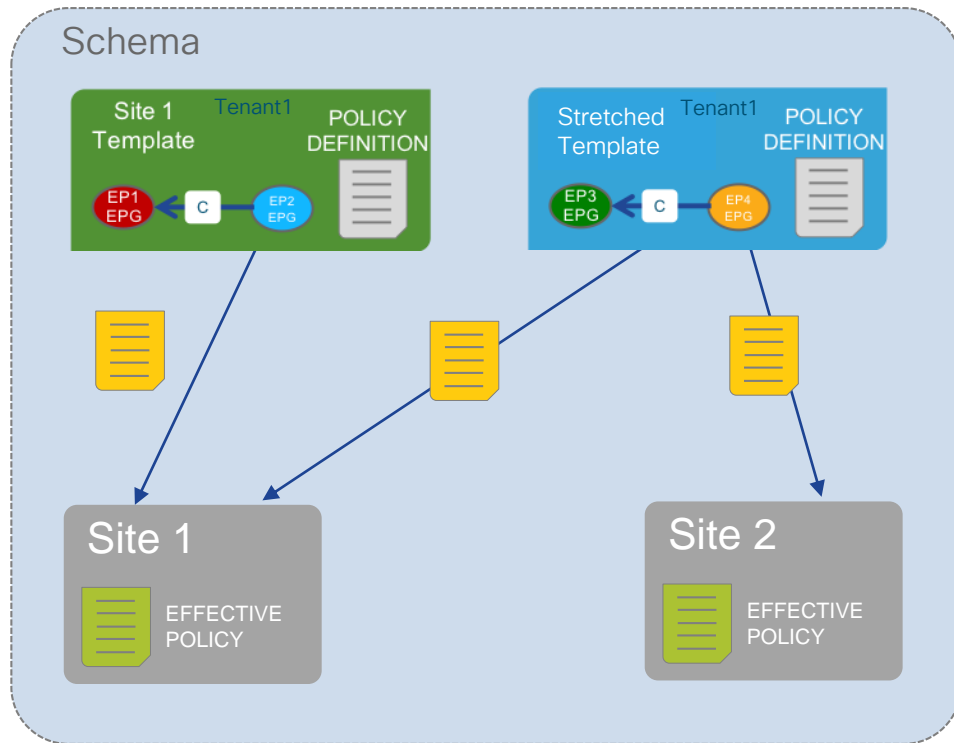 Schema
Site 1
Template
Tenant1
POLICY
DEFINITION
EP1
EPG
C
EP2
EPG
Stretched
Template
Tenant1
POLICY
DEFINITION
EP3
EPG
C
EP4
EPG
Site 1
EFFECTIVE
POLICY
Site 2
EFFECTIVE
POLICY